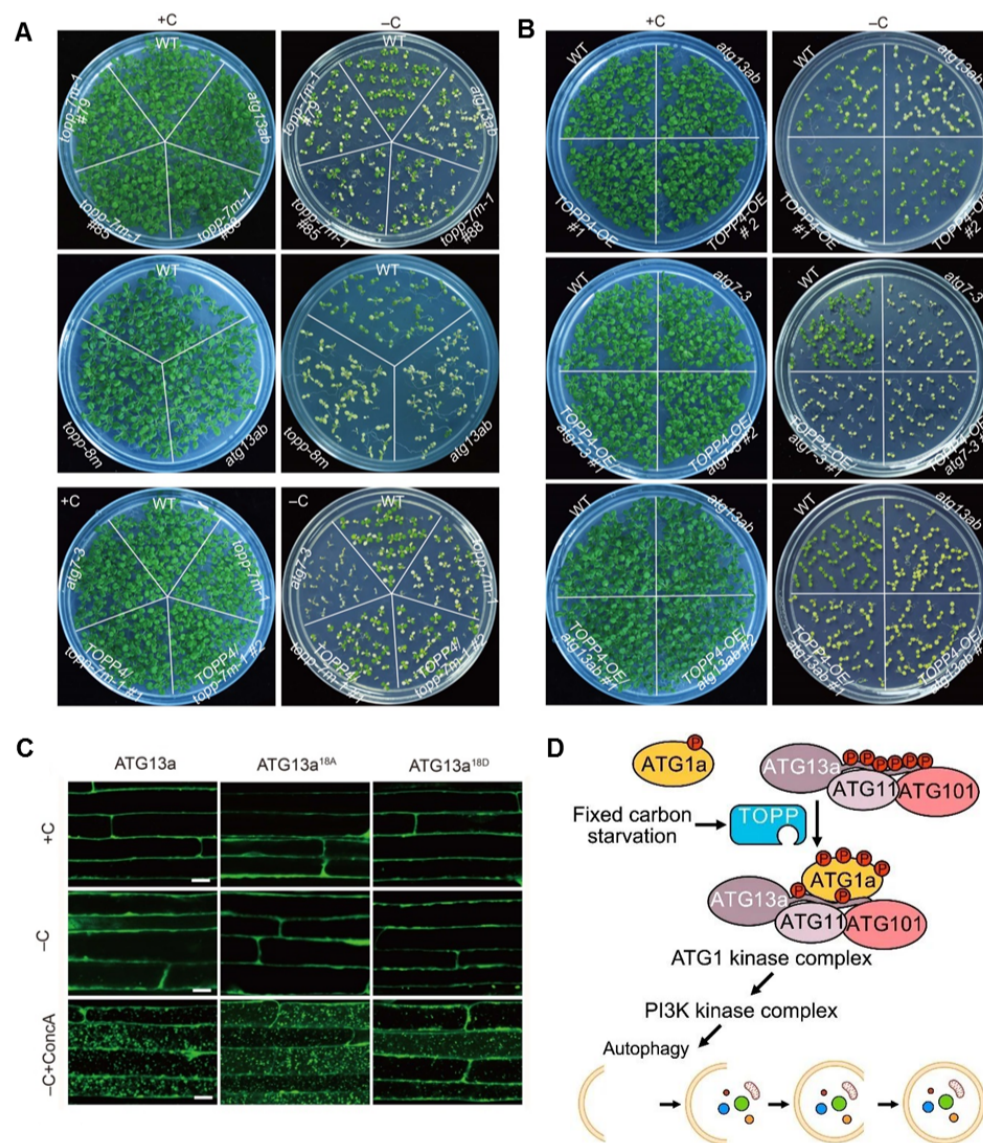 A
+C
–C
WT
topp-7m-1
#79
atg13ab
topp-7m-1
#85
topp-7m-1
#88
WT
topp-7m-1
#79
atg13ab
topp-7m-1
#85
topp-7m-1
#88
WT
topp-8m
atg13ab
WT
topp-8m
atg13ab
+C
WT
atg7-3
topp-7m-1
TOPP4/
topp-7m-1 #1
TOPP4/
topp-7m-1 #2
–C
WT
atg7-3
topp-7m-1
TOPP4/
topp-7m-1 #1
TOPP4/
topp-7m-1 #2
B
+C
–C
WT
TOPP4-OE
#1
TOPP4-OE
#2
WT
atg13ab
TOPP4-OE
#1
TOPP4-OE
#2
WT
atg7-3
TOPP4-OE/
atg7-3 #1
TOPP4-OE/
atg7-3 #2
WT
atg7-3
TOPP4-OE/
atg7-3 #1
TOPP4-OE/
atg7-3 #
WT
atg13ab
TOPP4-OE/
atg13ab #1
TOPP4-OE/
atg13ab #2
WT
atg13ab
TOPP4-OE/
atg13ab #1
TOPP4-OE/
atg13ab #
C
ATG13a
ATG13a18A
ATG13a18D
+C
–C
–C+ConcA
D
P
ATG1a
ATG13a
P P P P P P
ATG11
ATG101
Fixed carbon
starvation
TOPP
P P P P
ATG1a
P P
ATG13a
ATG11
ATG101
ATG1 kinase complex
PI3K kinase complex
Autophagy